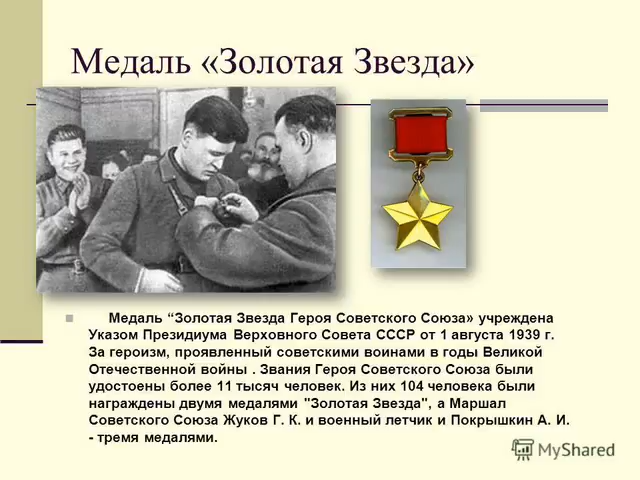 Медаль «Золотая Звезда»
Медаль “Золотая Звезда Героя Советского Союза» учреждена
Указом Президиума Верховного Совета СССР от 1 августа 1939 г.
За героизм, проявленный советскими воинами в годы Великой
Отечественной войны . Звания Героя Советского Союза были
удостоены более 11 тысяч человек. Из них 104 человека были
награждены двумя медалями "Золотая Звезда", а Маршал
Советского Союза Жуков Г. К. и военный летчик и Покрышкин А. И.
- тремя медалями.
MyShared